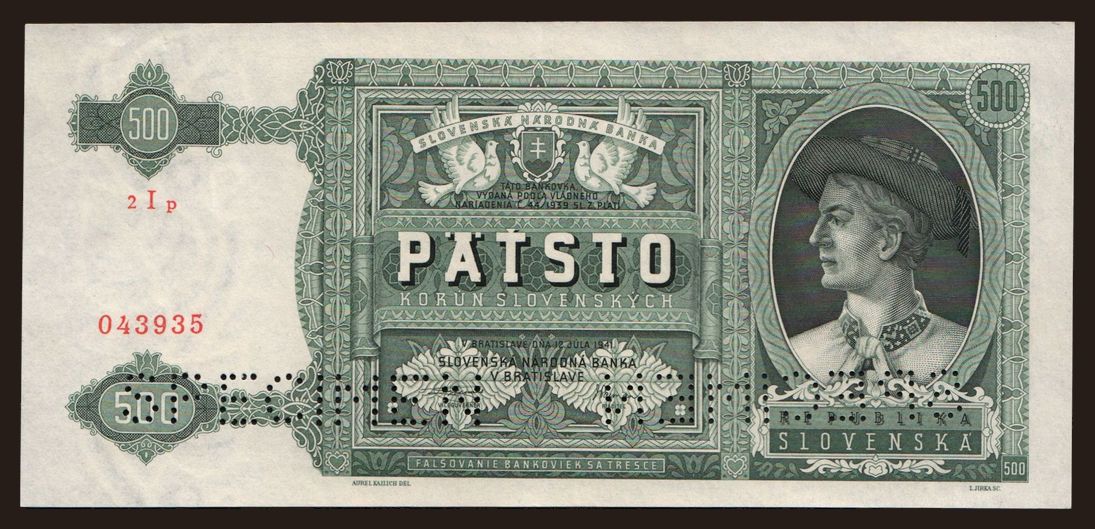 500
500
SLOVENSKÁ NÁRODNÁ BANKA
2 I p
TÁTO BANKOVKA,
VYDANÁ PODĽA VLÁDNEHO
NARIADENIA Č. 44/1939 SL. Z. PLATÍ
PÄŤSTO
KORÚN SLOVENSKÝCH
043935
V BRATISLAVE DŇA 12. JÚLA 1941
SLOVENSKÁ NÁRODNÁ BANKA
V BRATISLAVE
500
SPECIMEN
REPUBLIKA
SLOVENSKÁ
FALŠOVANIE BANKOVIEK SA TRESCE
500
AUREL KAJLICH DEL.
L. JIRKA SC.